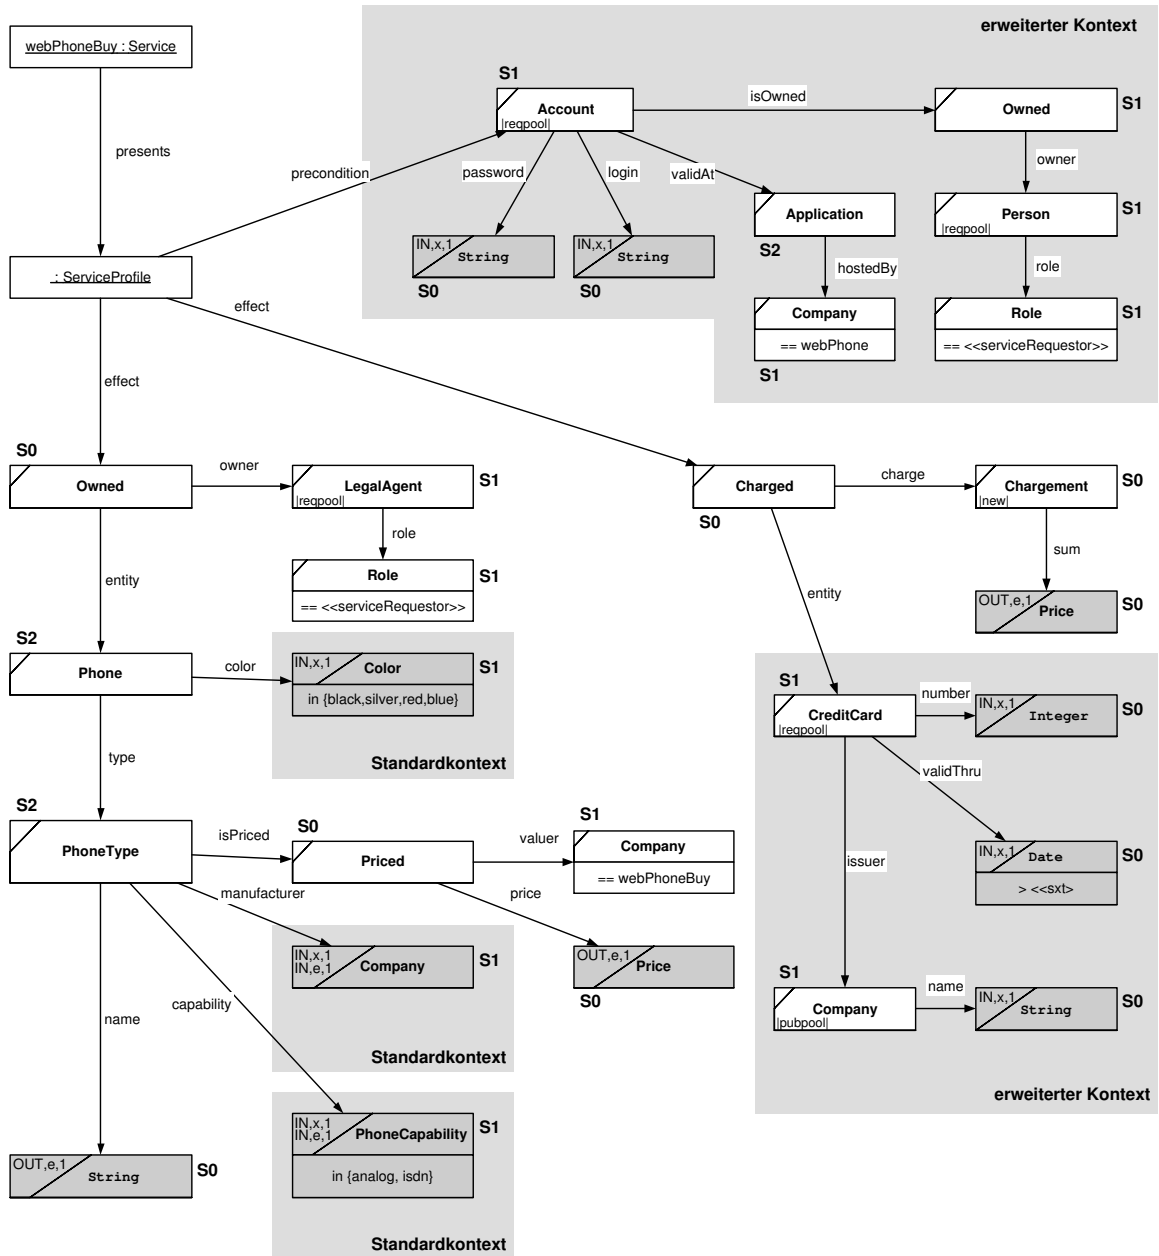 erweiterter Kontext
webPhoneBuy : Service
S1
Account
|reqpool|
isOwned
Owned
S1
presents
precondition
password
login
validAt
owner
Application
S2
Person
|reqpool|
S1
IN,x,1
String
S0
IN,x,1
String
S0
hostedBy
role
: ServiceProfile
effect
Company
== webPhone
S1
Role
== <<serviceRequestor>>
S1
effect
S0
Owned
owner
LegalAgent
|reqpool|
S1
Charged
S0
charge
Chargement
|new|
S0
role
sum
entity
Role
== <<serviceRequestor>>
S1
entity
OUT,e,1
Price
S0
S2
Phone
color
IN,x,1
Color
in {black,silver,red,blue}
S1
Standardkontext
S1
CreditCard
|reqpool|
number
IN,x,1
Integer
S0
type
validThru
S2
PhoneType
isPriced
S0
Priced
valuer
S1
Company
== webPhoneBuy
issuer
IN,x,1
Date
> <<sxt>
S0
manufacturer
price
IN,x,1
IN,e,1
Company
S1
OUT,e,1
Price
S0
Standardkontext
capability
name
S1
Company
|pubpool|
name
IN,x,1
String
S0
erweiterter Kontext
IN,x,1
IN,e,1
PhoneCapability
in {analog, isdn}
S1
OUT,e,1
String
S0
Standardkontext